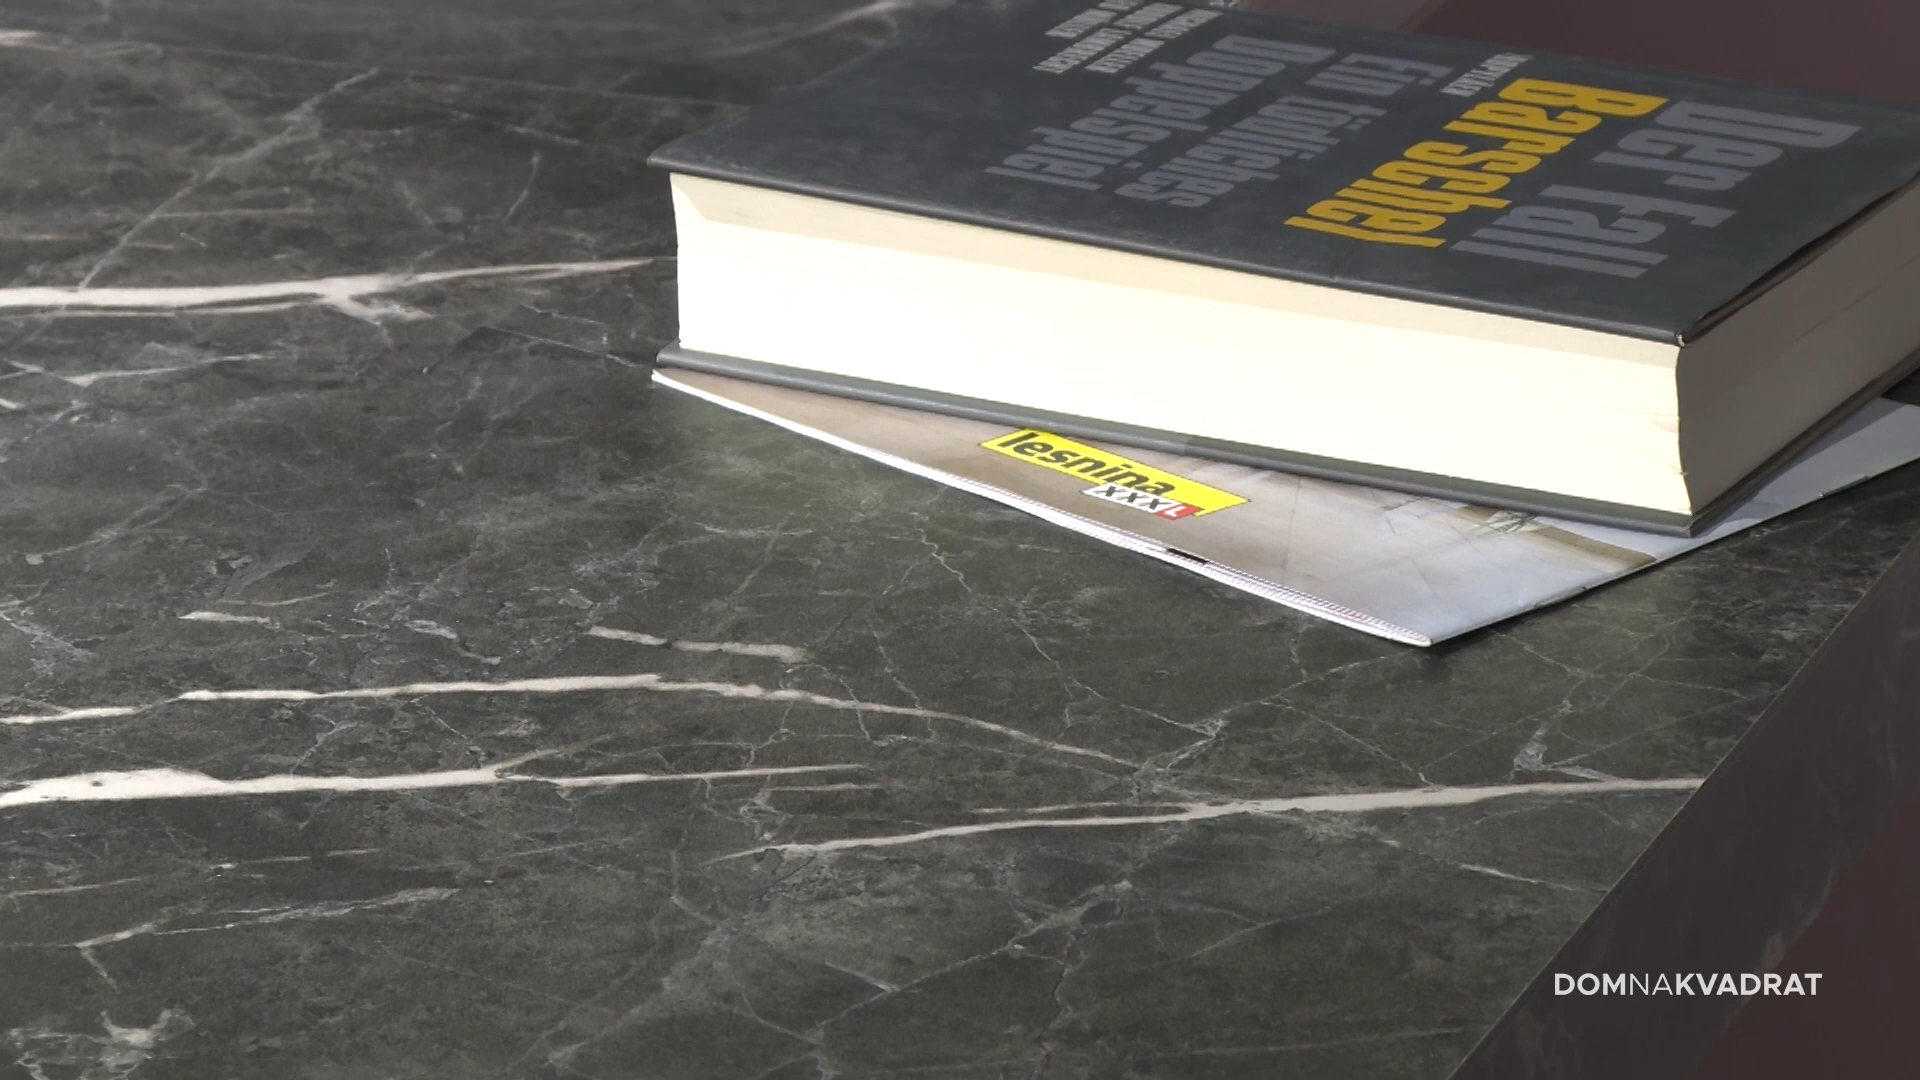 Der Fall
Barschel
Ein tödliches
Doppelspiel
lesnina
XXXL
DOMNAKVADRAT